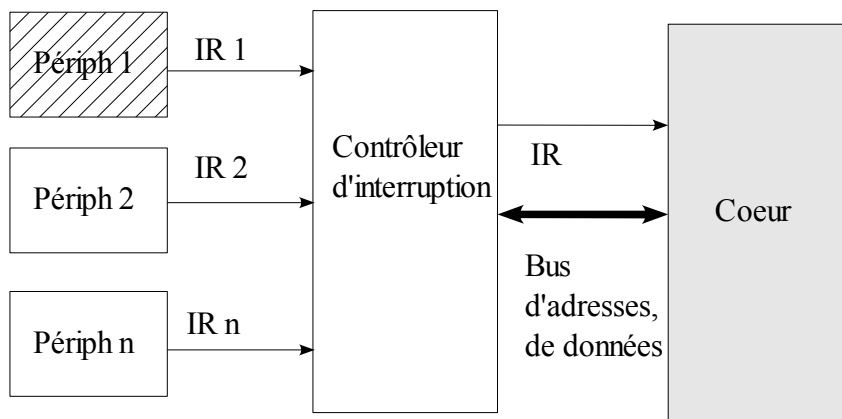 Périph 1
IR 1
Périph 2
IR 2
Périph n
IR n
Contrôleur
d'interruption
IR
Bus
d'adresses,
de données
Coeur